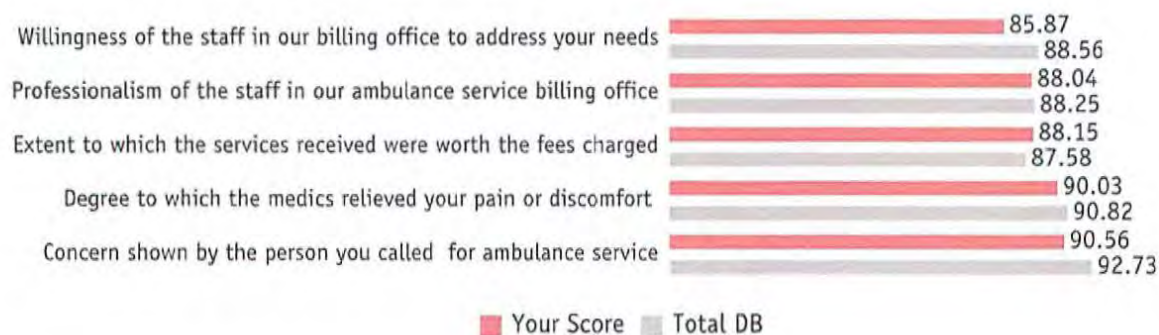 Willingness of the staff in our billing office to address your needs 85.87
88.56
Professionalism of the staff in our ambulance service billing office 88.04
88.25
Extent to which the services received were worth the fees charged 88.15
87.58
Degree to which the medics relieved your pain or discomfort 90.03
90.82
Concern shown by the person you called for ambulance service 90.56
92.73
Your Score Total DB